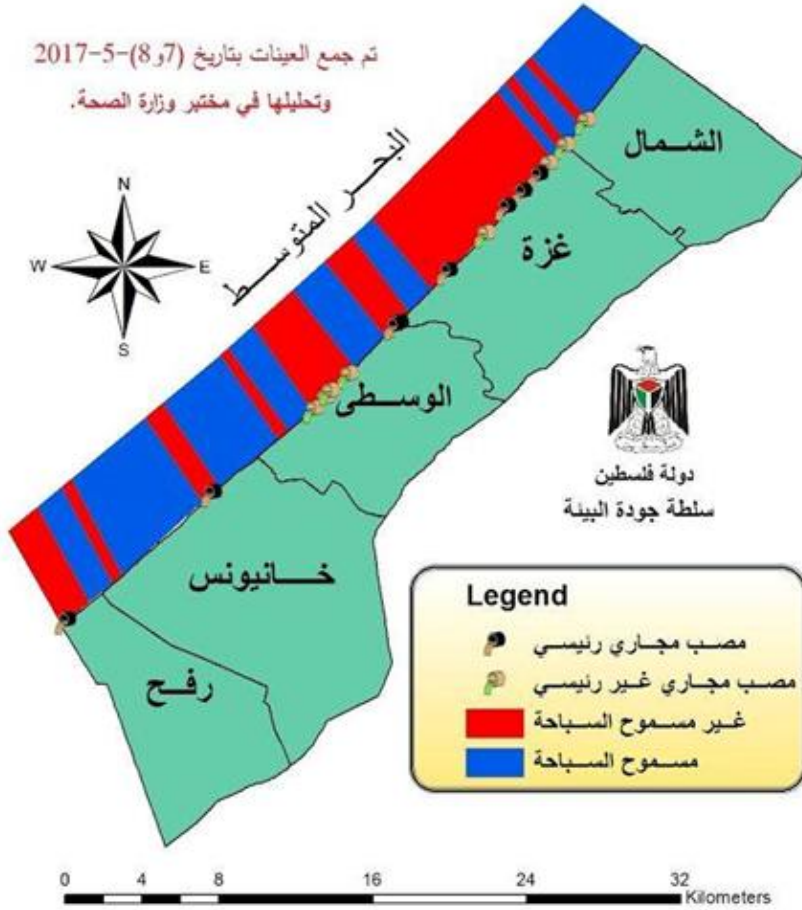 تم جمع العينات بتاريخ (7و8)-5-2017
وتحليلها في مختبر وزارة الصحة.
البحر المتوسط
N
W
E
S
الشمال
غزة
الوسطى
خانيونس
رفح
دولة فلسطين
سلطة جودة البيئة
Legend
مصب مجاري رئيسي
مصب مجاري غير رئيسي
غير مسموح السباحة
مسموح السباحة
0 4 8 16 24 32
Kilometers